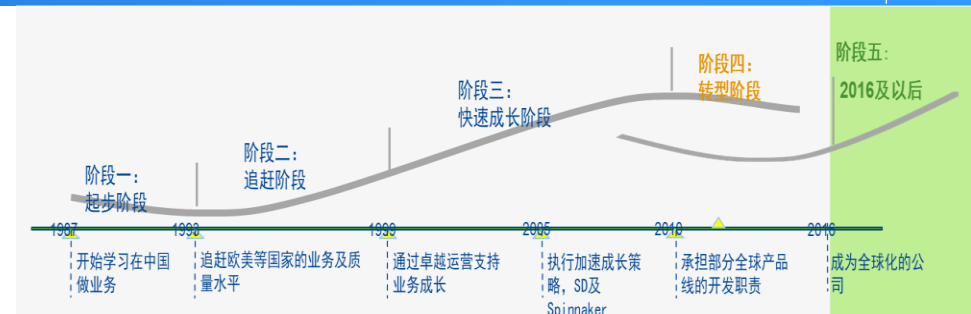 阶段一：
起步阶段
阶段二：
追赶阶段
阶段三：
快速成长阶段
阶段四：
转型阶段
阶段五：
2016及以后
1987
1993
1999
2005
2010
2016
开始学习在中国
做业务
追赶欧美等国家的业务及质
量水平
通过卓越运营支持
业务成长
执行加速成长策
略，SD及
Spinnaker
承担部分全球产品
线的开发职责
成为全球化的公
司